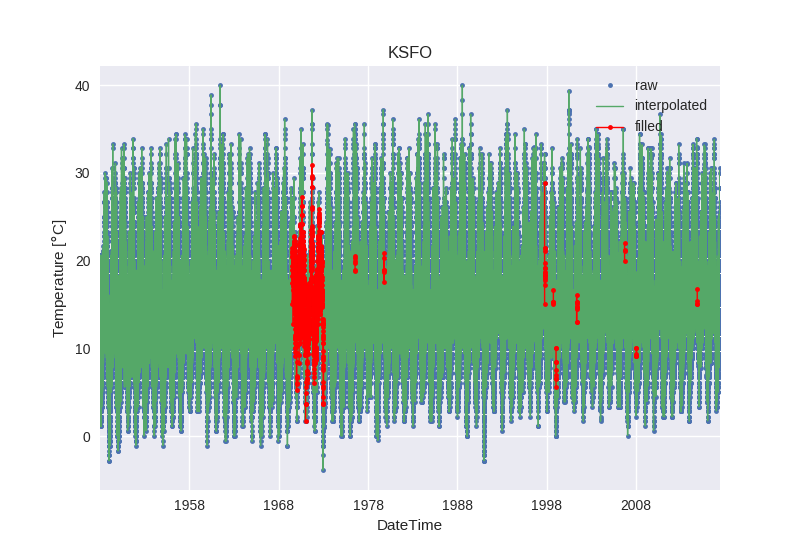 KSFO
raw
interpolated
filled
40
30
20
10
0
Temperature [°C]
1958 1968 1978 1988 1998 2008
DateTime